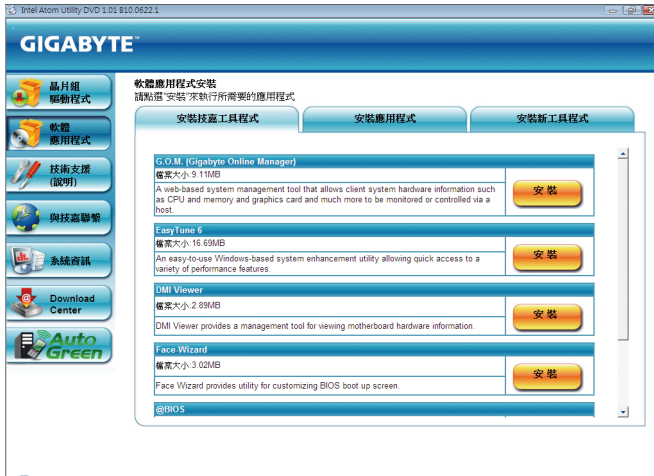 Intel Atom Utility DVD 1.01 B10.0622.1
GIGABYTE™
晶片組
驅動程式
軟體
應用程式
技術支援
(說明)
與技嘉聯繫
系統資訊
Download
Center
Auto
Green
軟體應用程式安裝
請點選"安裝"來執行所需要的應用程式
安裝技嘉工具程式
安裝應用程式
安裝新工具程式
G.O.M. (Gigabyte Online Manager)
檔案大小:9.11MB
A web-based system management tool that allows client system hardware information such
as CPU and memory and graphics card and much more to be monitored or controlled via a
host.
安裝
EasyTune 6
檔案大小:16.69MB
An easy-to-use Windows-based system enhancement utility allowing quick access to a
variety of performance features.
安裝
DMI Viewer
檔案大小:2.89MB
DMI Viewer provides a management tool for viewing motherboard hardware information.
安裝
Face-Wizard
檔案大小:3.02MB
Face Wizard provides utility for customizing BIOS boot up screen.
安裝
@BIOS